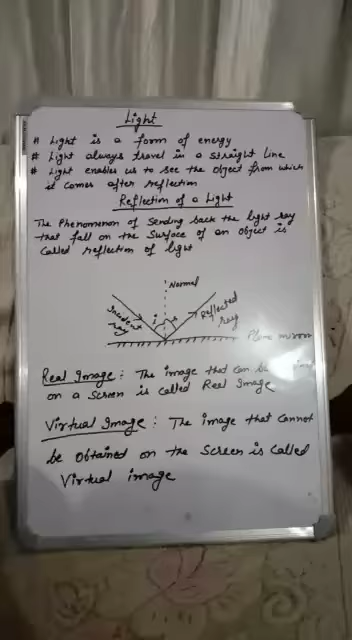 Light
# Light is a form of energy
# Light always travel in a straight line
# Light enables us to see the object from which
it comes after reflection
Reflection of a Light
The Phenomenon of Sending back the light ray
that fall on the Surface of an object is
Called reflection of light
Normal
Incident ray
i
r
Reflected ray
Plane mirror
Real Image : The image that can be
on a screen is called Real Image
Virtual Image : The image that cannot
be obtained on the Screen is Called
Virtual image